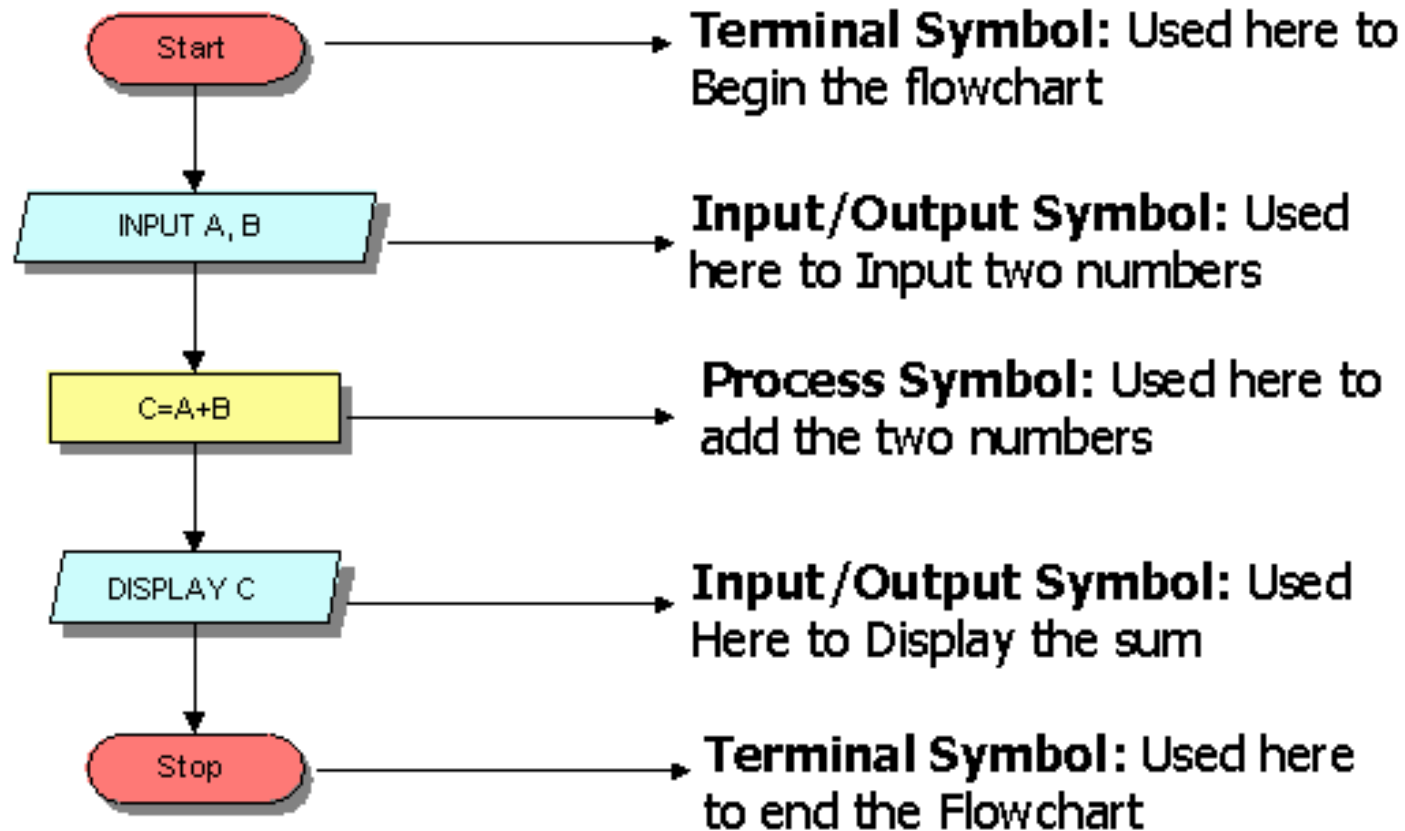 Start
Terminal Symbol: Used here to
Begin the flowchart
INPUT A, B
Input/Output Symbol: Used
here to Input two numbers
C=A+B
Process Symbol: Used here to
add the two numbers
DISPLAY C
Input/Output Symbol: Used
Here to Display the sum
Stop
Terminal Symbol: Used here
to end the Flowchart